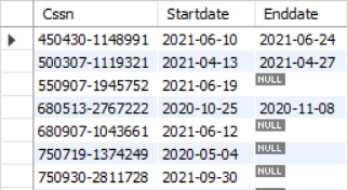 Cssn Startdate Enddate
450430-1148991 2021-06-10 2021-06-24
500307-1119321 2021-04-13 2021-04-27
550907-1945752 2021-06-19 NULL
680513-2767222 2020-10-25 2020-11-08
680907-1043661 2021-06-12 NULL
750719-1374249 2020-05-04 NULL
750930-2811728 2021-09-30 NULL